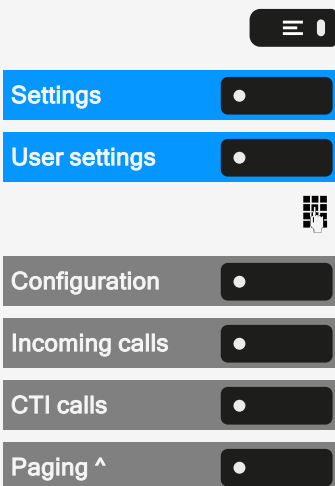 Settings
User settings
Configuration
Incoming calls
CTI calls
Paging ^